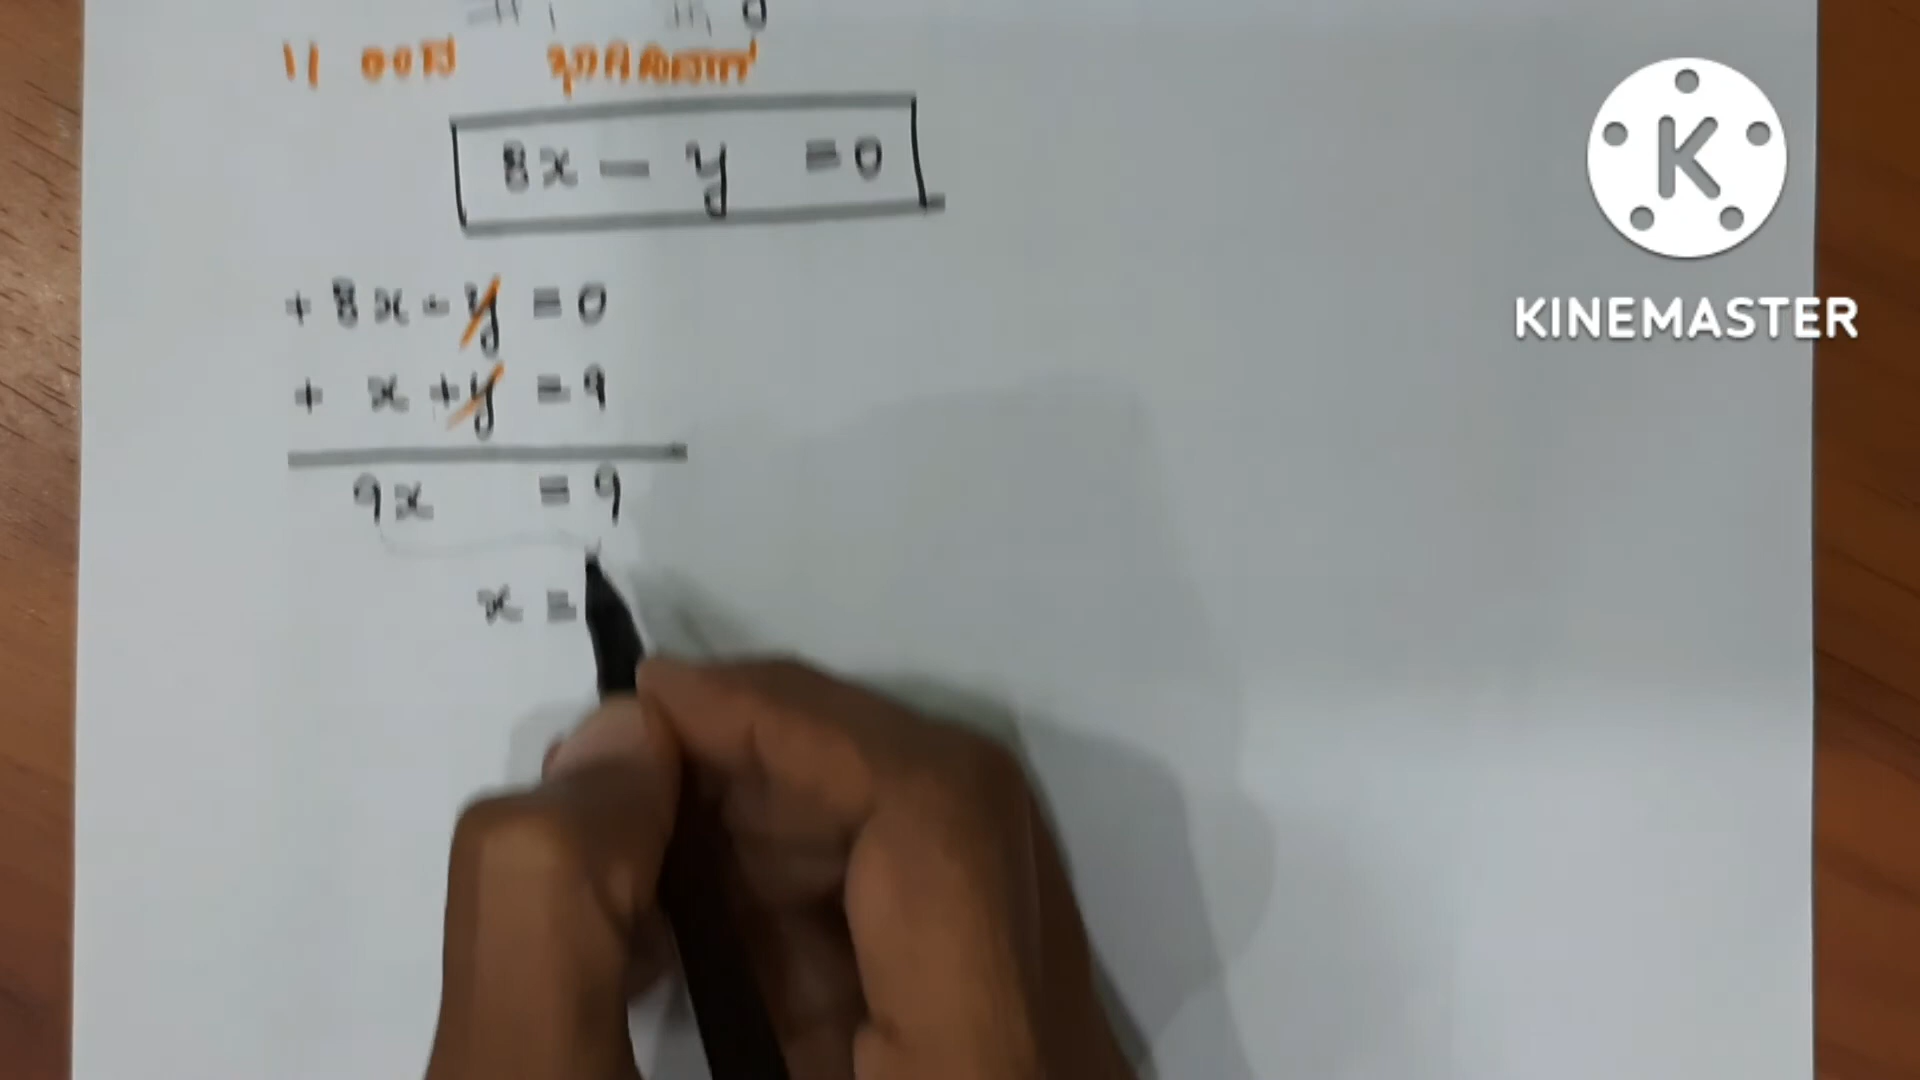 8x - y = 0
+ 8x - y = 0
+ x + y = 9
9x = 9
x =
K
KINEMASTER